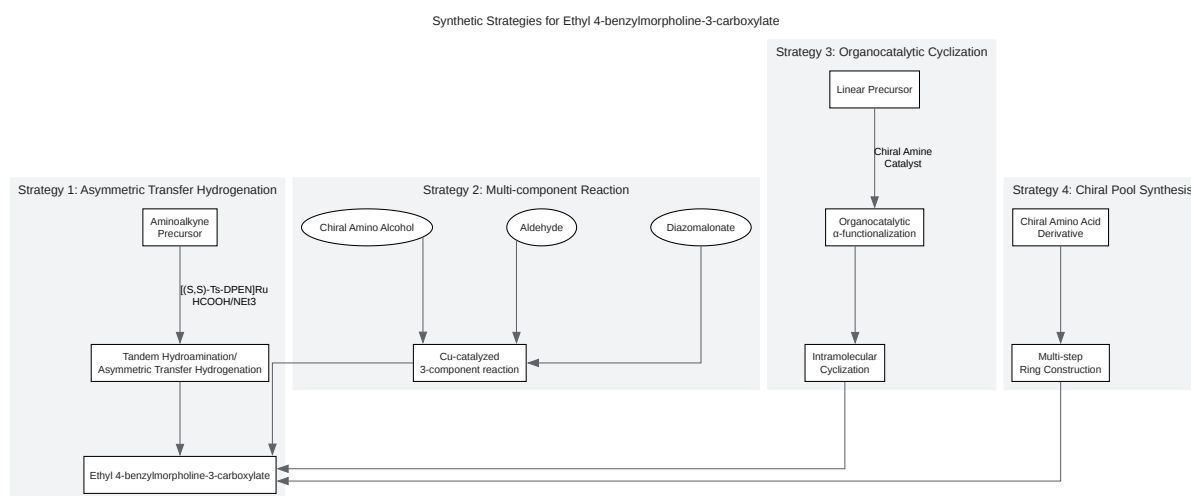 Synthetic Strategies for Ethyl 4-benzylmorpholine-3-carboxylate
Strategy 1: Asymmetric Transfer Hydrogenation
Aminoalkyne
Precursor
[(S,S)-Ts-DPEN]Ru
HCOOH/NEt3
Tandem Hydroamination/
Asymmetric Transfer Hydrogenation
Ethyl 4-benzylmorpholine-3-carboxylate
Strategy 2: Multi-component Reaction
Chiral Amino Alcohol
Aldehyde
Diazomalonate
Cu-catalyzed
3-component reaction
Strategy 3: Organocatalytic Cyclization
Linear Precursor
Chiral Amine
Catalyst
Organocatalytic
α-functionalization
Intramolecular
Cyclization
Strategy 4: Chiral Pool Synthesis
Chiral Amino Acid
Derivative
Multi-step
Ring Construction